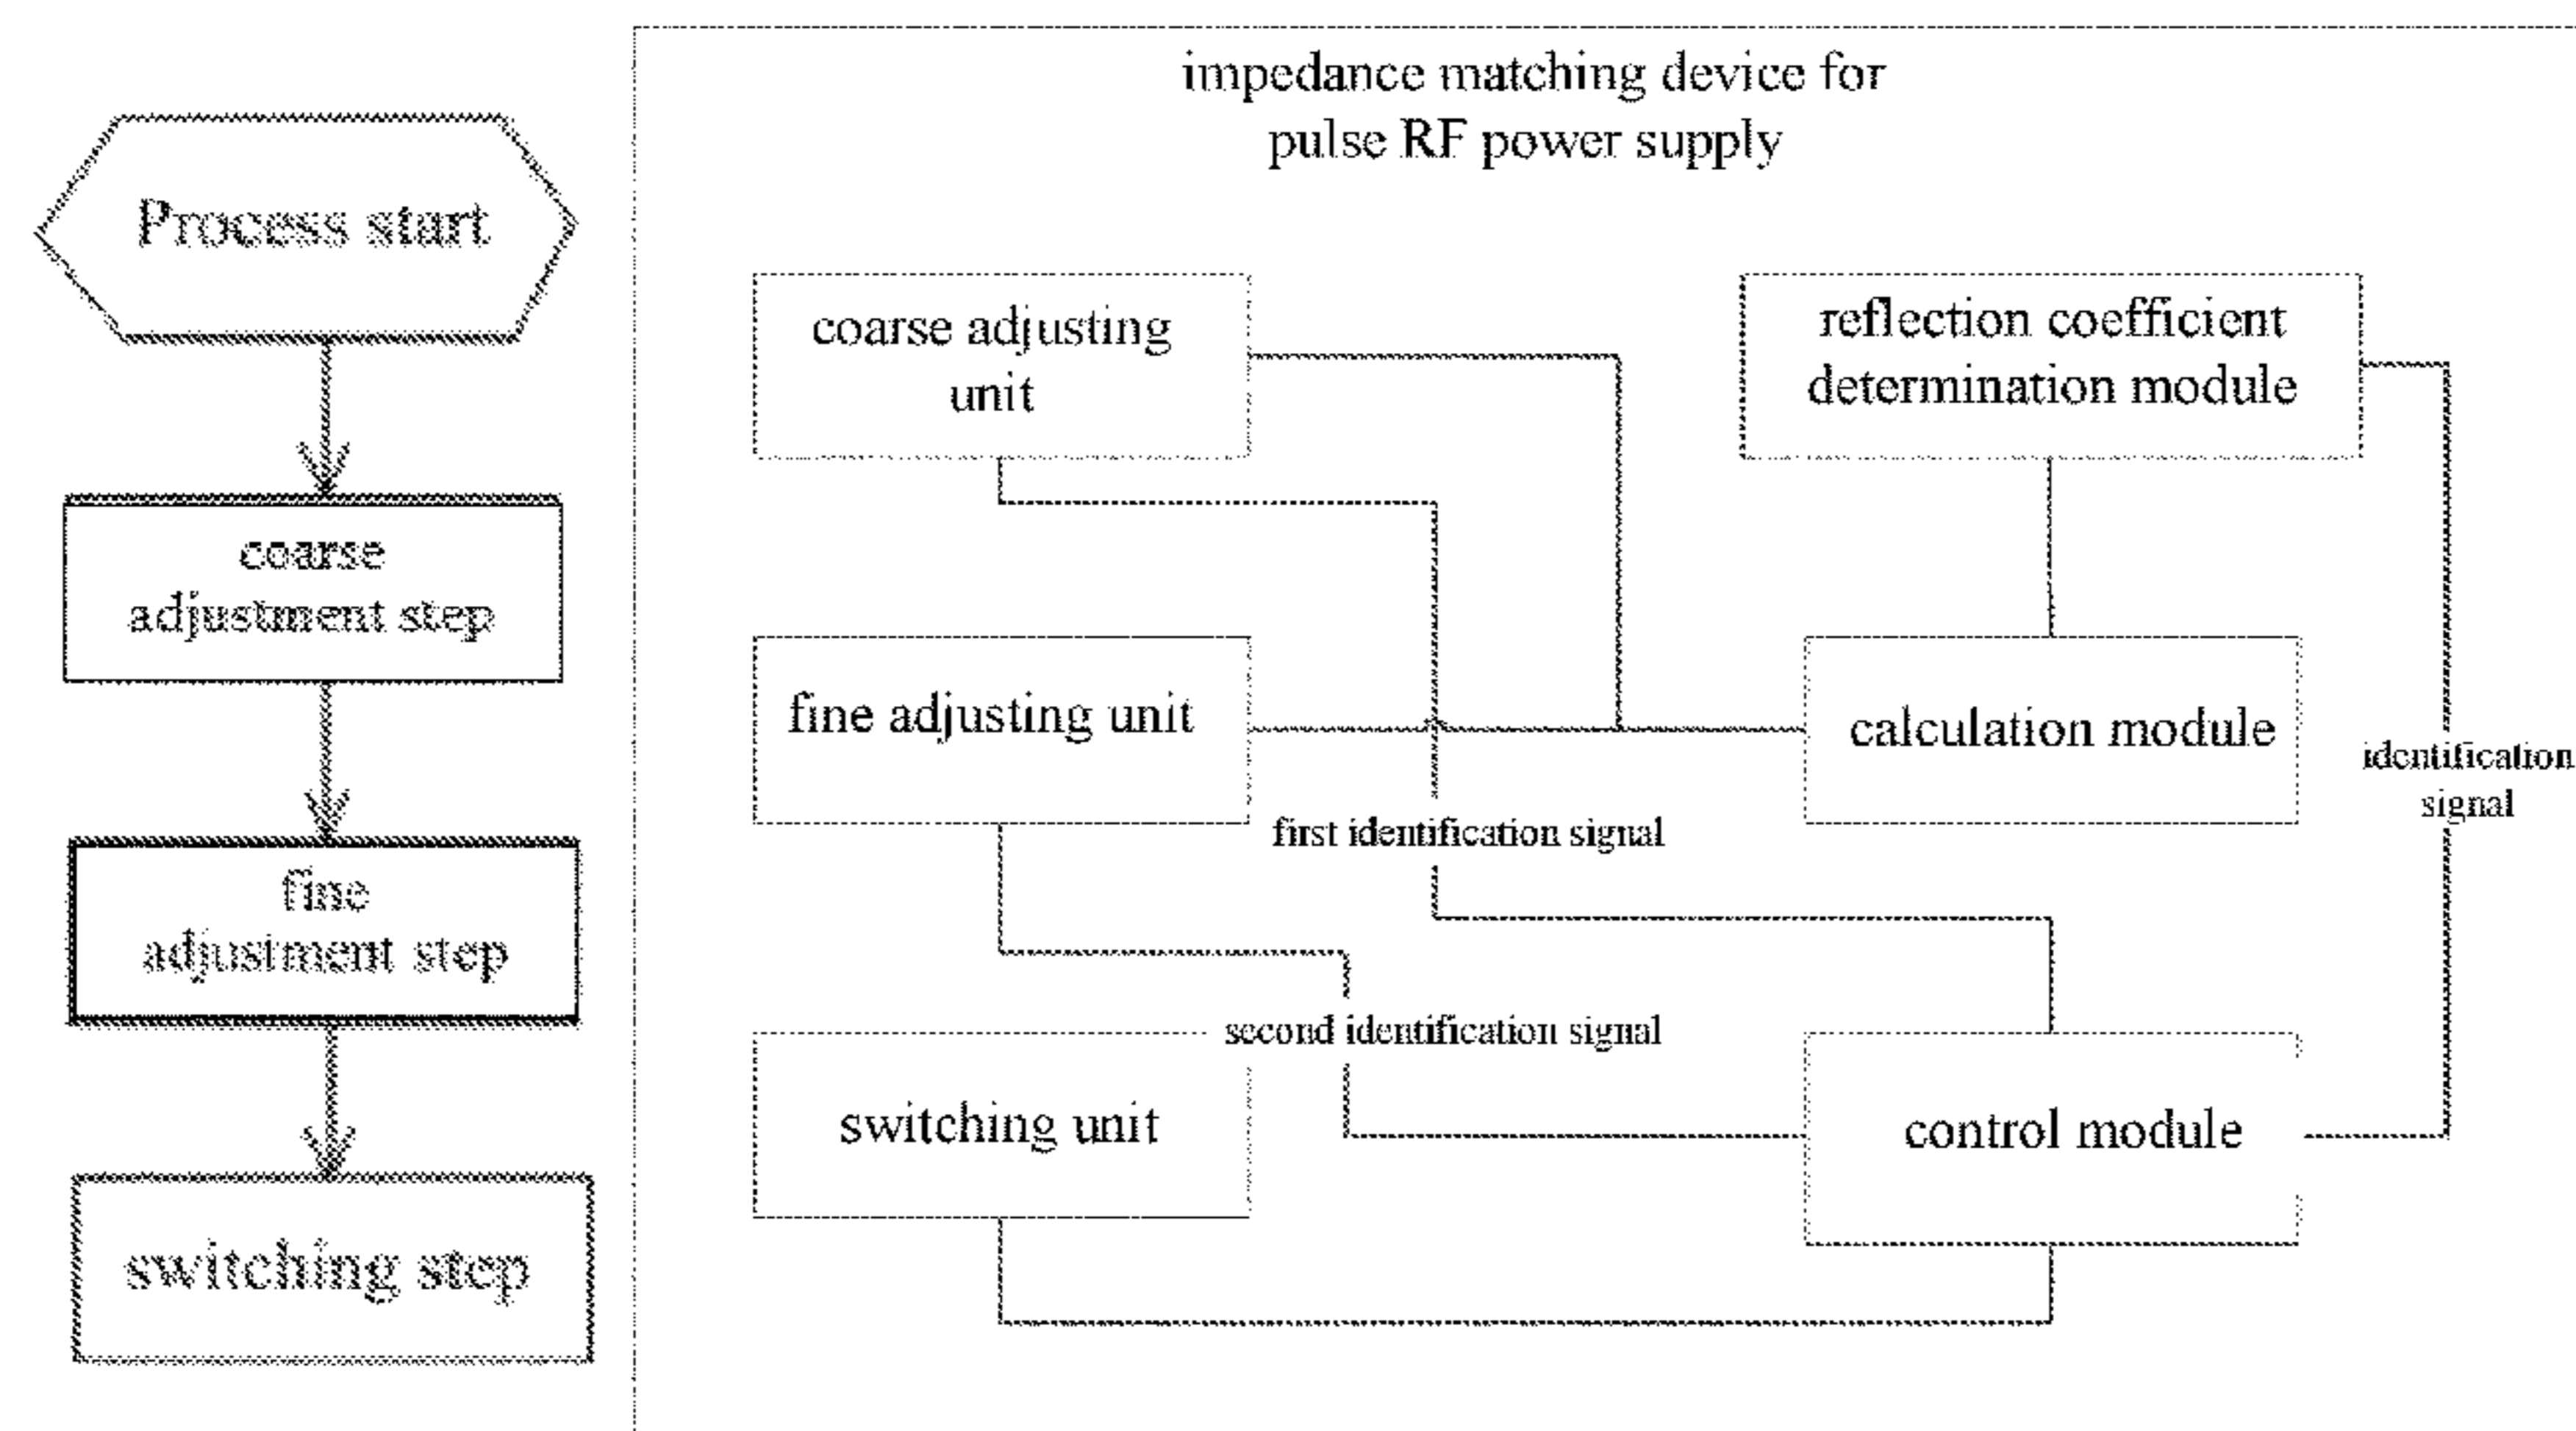 Process start
coarse
adjustment step
fine
adjustment step
switching step
impedance matching device for
pulse RF power supply
coarse adjusting
unit
reflection coefficient
determination module
fine adjusting unit
calculation module
identification
signal
first identification signal
second identification signal
switching unit
control module